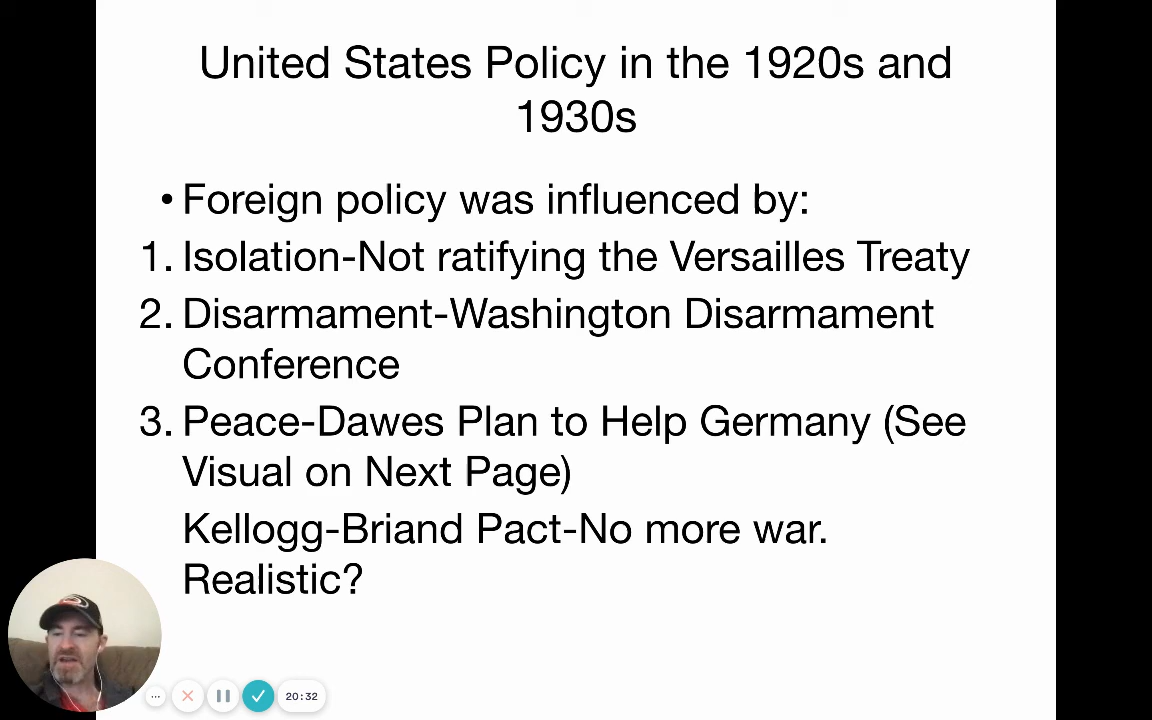 United States Policy in the 1920s and
1930s
• Foreign policy was influenced by:
1. Isolation-Not ratifying the Versailles Treaty
2. Disarmament-Washington Disarmament
Conference
3. Peace-Dawes Plan to Help Germany (See
Visual on Next Page)
Kellogg-Briand Pact-No more war.
Realistic?
20:32